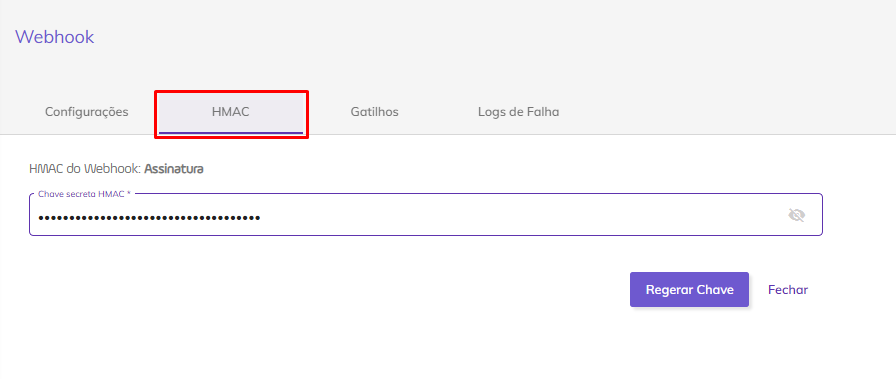 Webhook
Configurações HMAC Gatilhos Logs de Falha
HMAC do Webhook: Assinatura
Chave secreta HMAC *
••••••••••••••••••••••••••••••••••••
Regerar Chave Fechar